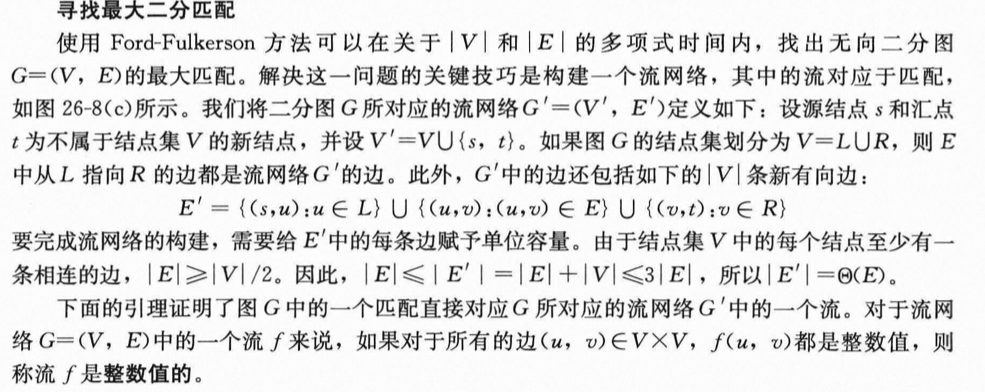 寻找最大二分匹配
使用 Ford-Fulkerson 方法可以在关于|V|和|E|的多项式时间内，找出无向二分图
G=(V, E)的最大匹配。解决这一问题的关键技巧是构建一个流网络，其中的流对应于匹配，
如图 26-8(c)所示。我们将二分图 G 所对应的流网络G′=(V′, E′)定义如下：设源结点 s 和汇点
t 为不属于结点集 V 的新结点，并设 V′=V∪{s, t}。如果图 G 的结点集划分为 V=L∪R，则 E
中从 L 指向 R 的边都是流网络 G′的边。此外，G′中的边还包括如下的|V|条新有向边：
E′ = {(s,u):u ∈ L} ∪ {(u,v):(u,v) ∈ E} ∪ {(v,t):v ∈ R}
要完成流网络的构建，需要给 E′中的每条边赋予单位容量。由于结点集 V 中的每个结点至少有一
条相连的边，|E|≥|V|/2。因此，|E|≤|E′|=|E|+|V|≤3|E|，所以|E′|=Θ(E)。
下面的引理证明了图 G 中的一个匹配直接对应 G 所对应的流网络 G′中的一个流。对于流网
络 G=(V, E)中的一个流 f 来说，如果对于所有的边(u, v)∈V×V，f(u, v)都是整数值，则
称流 f 是整数值的。